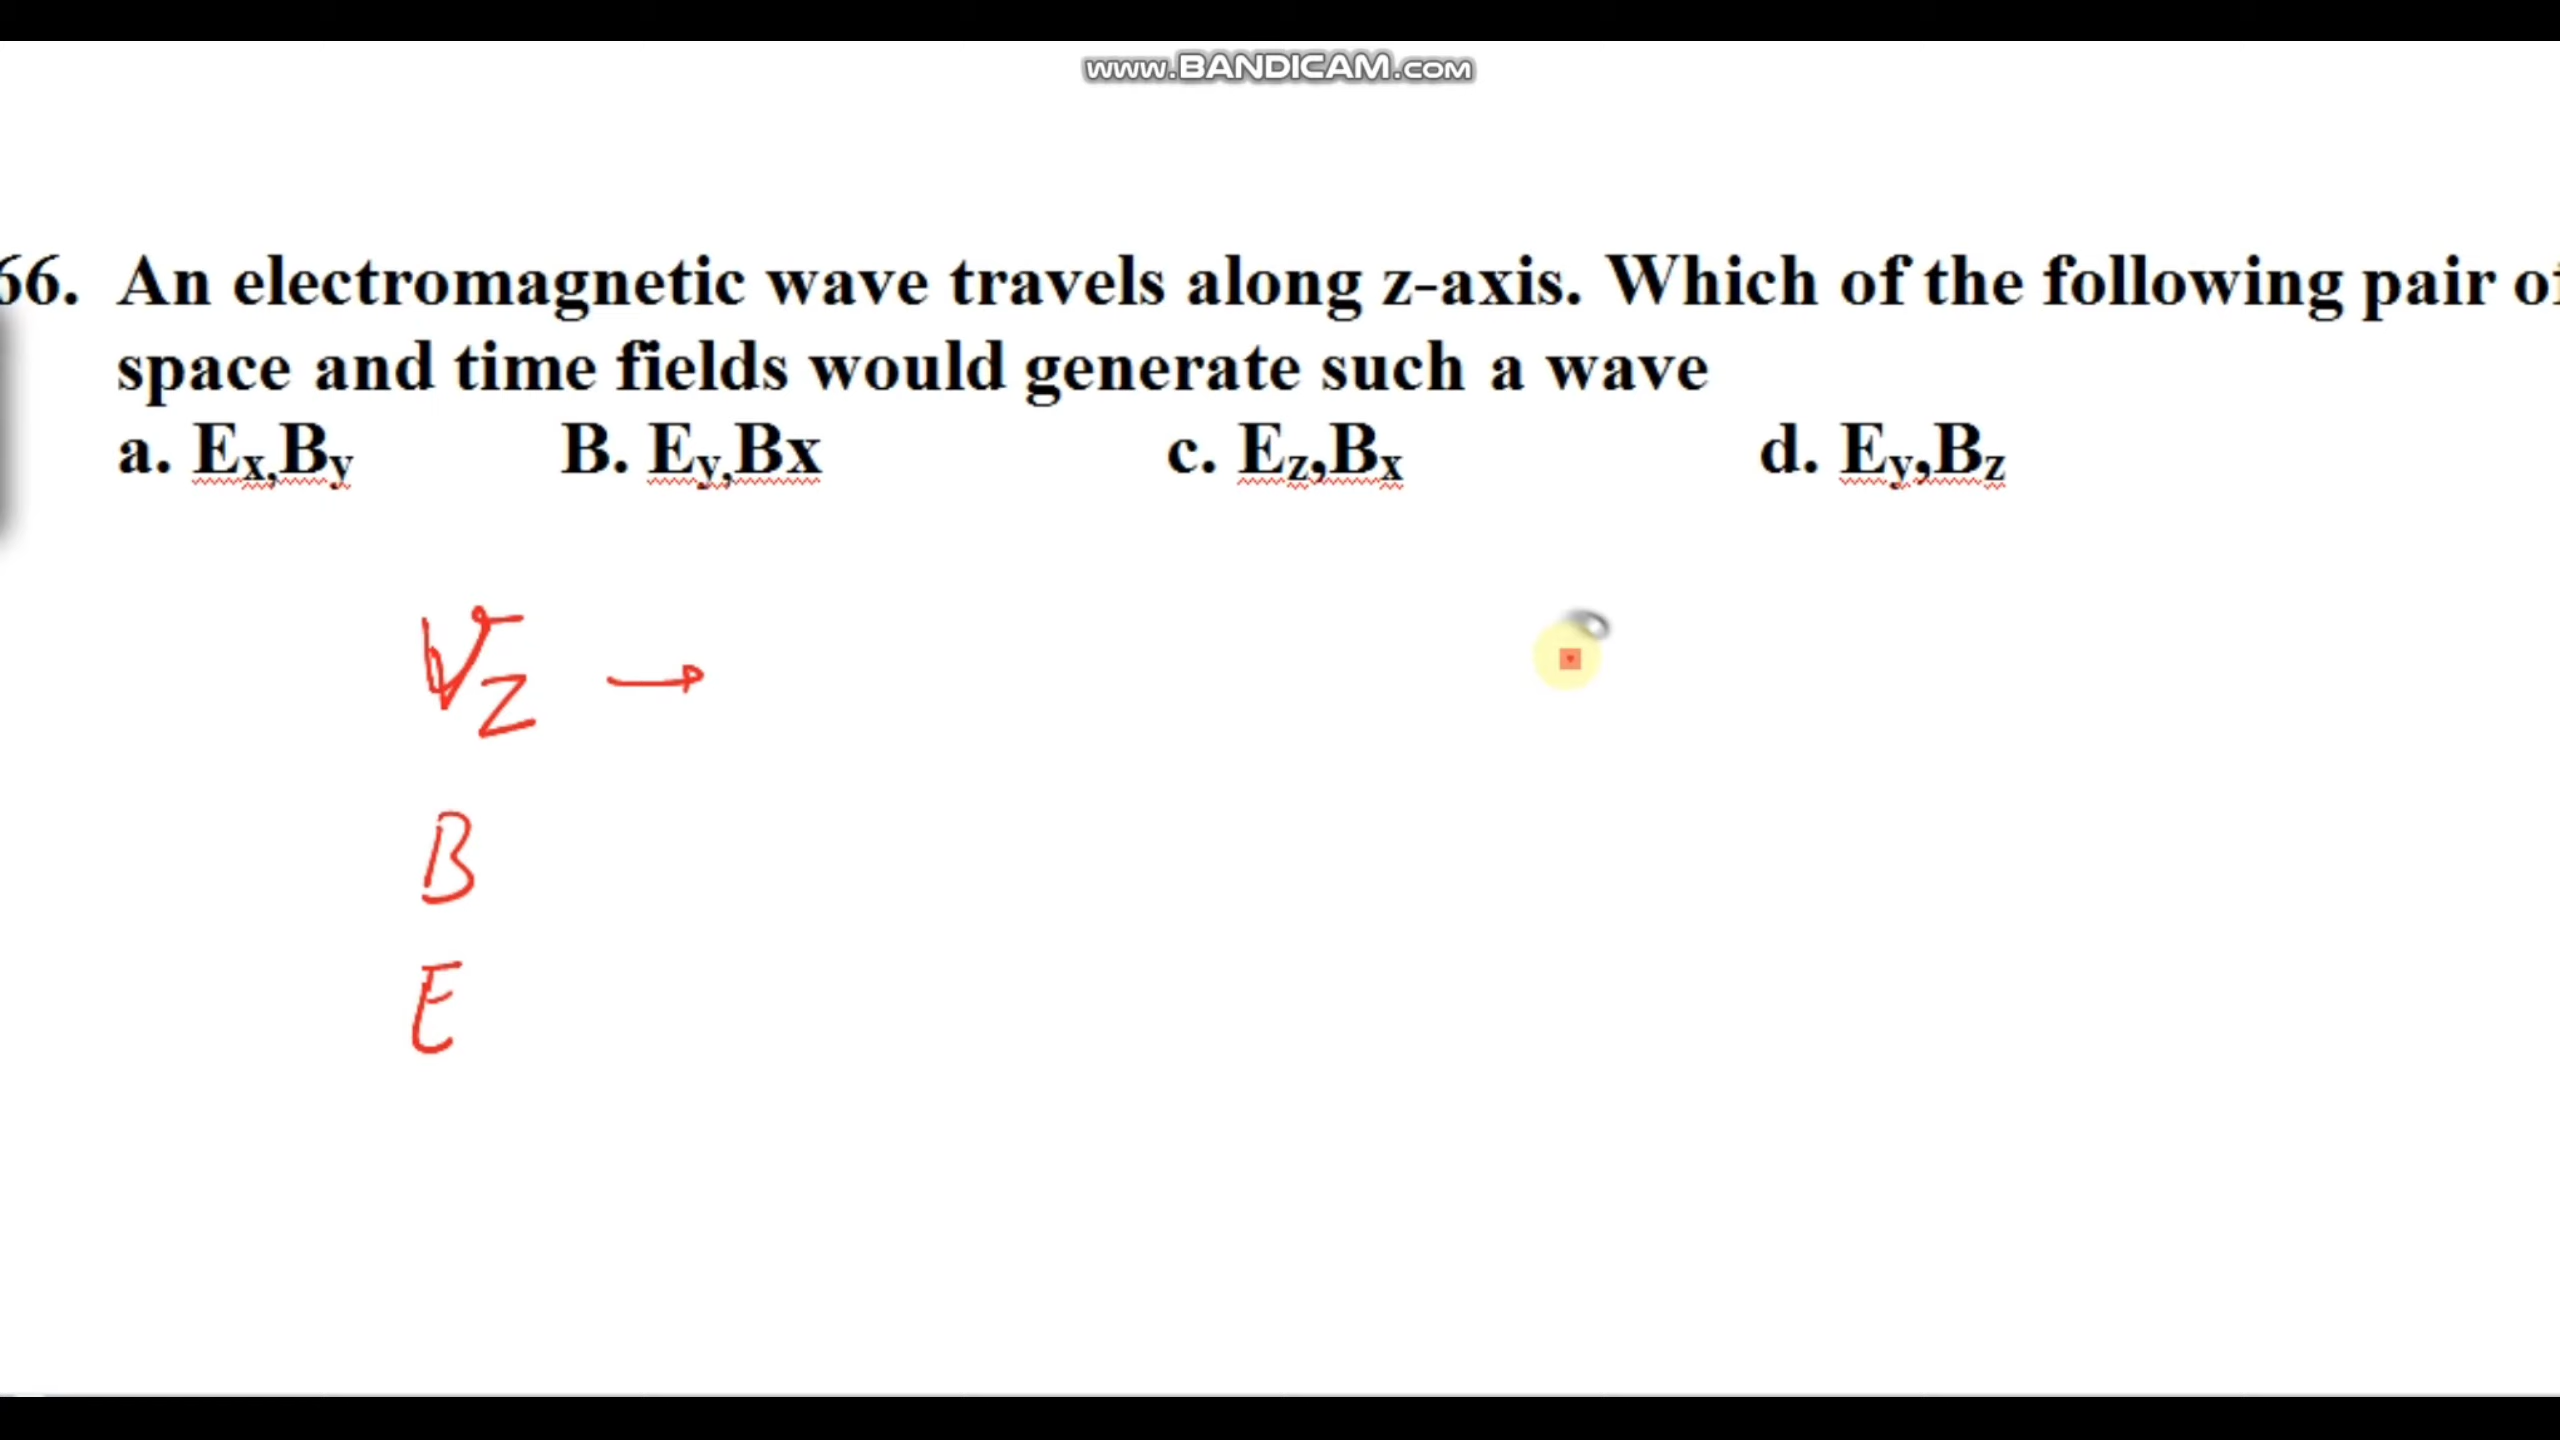 www.BANDICAM.com
66. An electromagnetic wave travels along z-axis. Which of the following pair of
space and time fields would generate such a wave
a. Ex,By B. Ey,Bx c. Ez,Bx d. Ey,Bz
Vz →
B
E